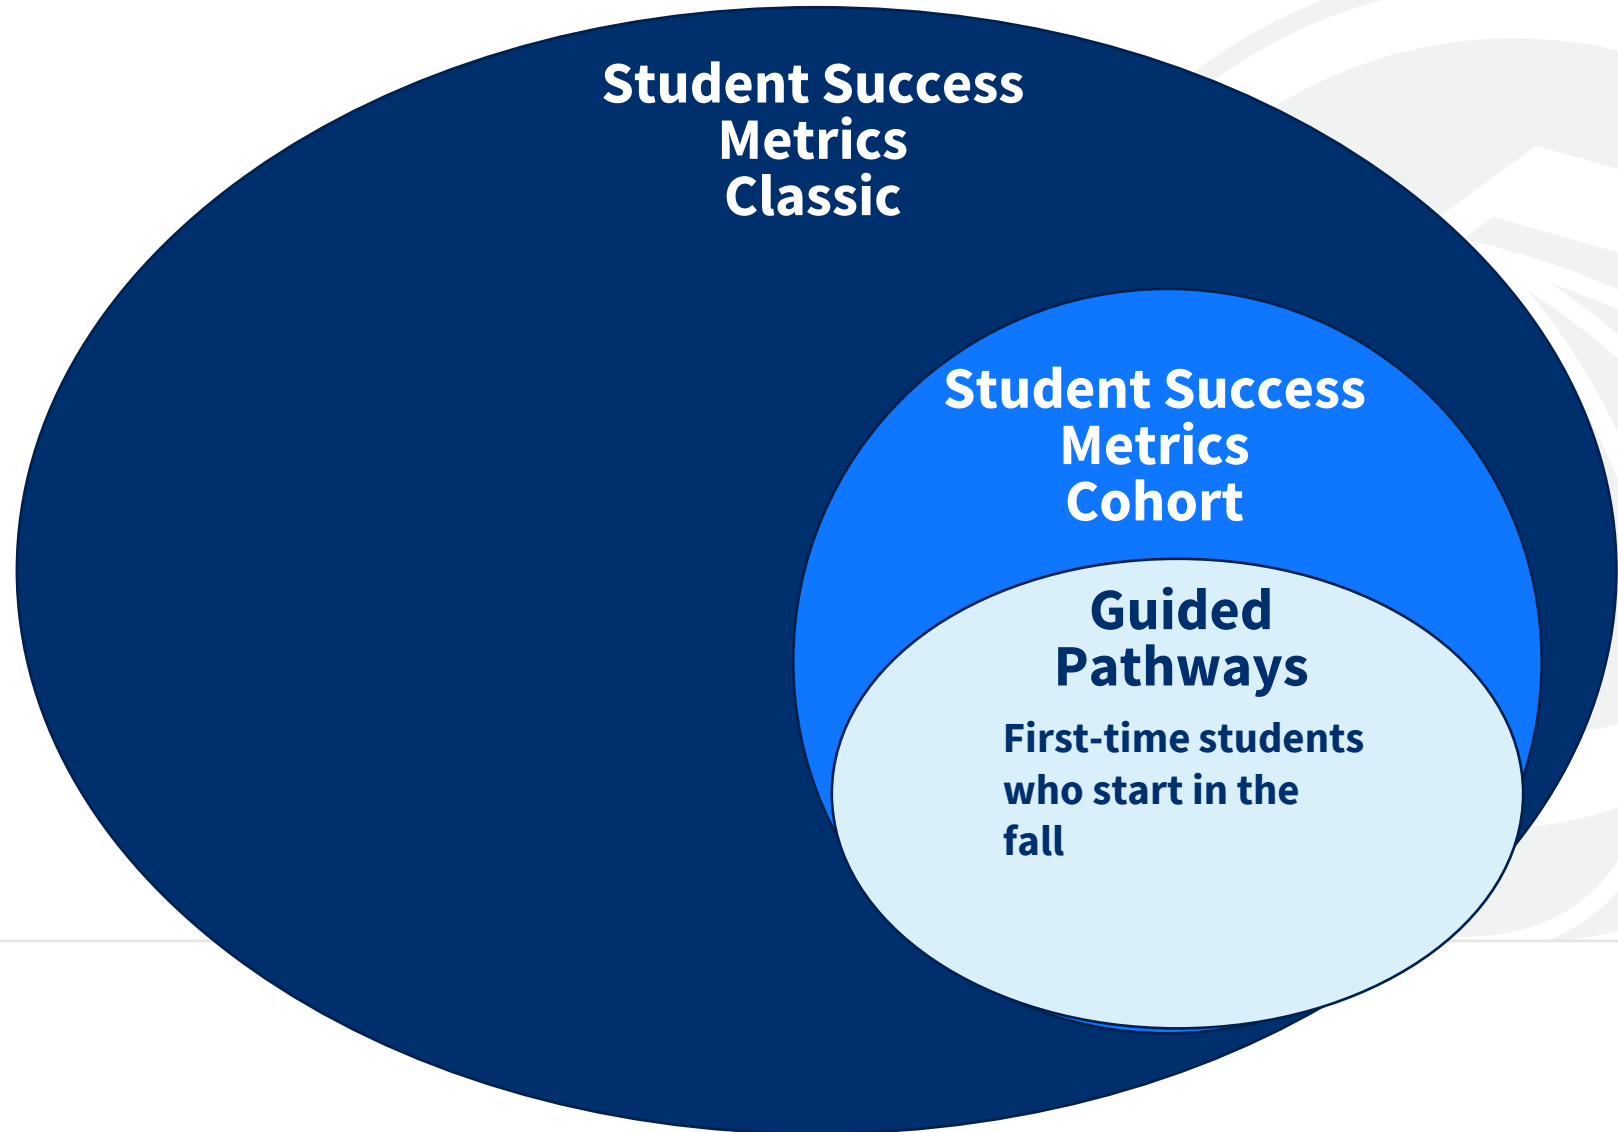 Student Success
Metrics
Classic
Student Success
Metrics
Cohort
Guided
Pathways
First-time students
who start in the
fall